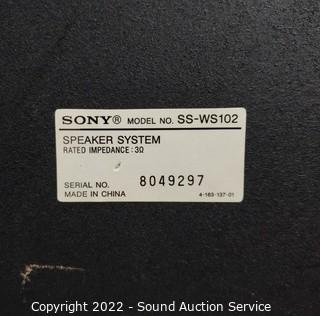 SONY® MODEL NO. SS-WS102
SPEAKER SYSTEM
RATED IMPEDANCE: 3Ω
SERIAL NO. 8049297
MADE IN CHINA 4-163-137-01
Copyright 2022 - Sound Auction Service